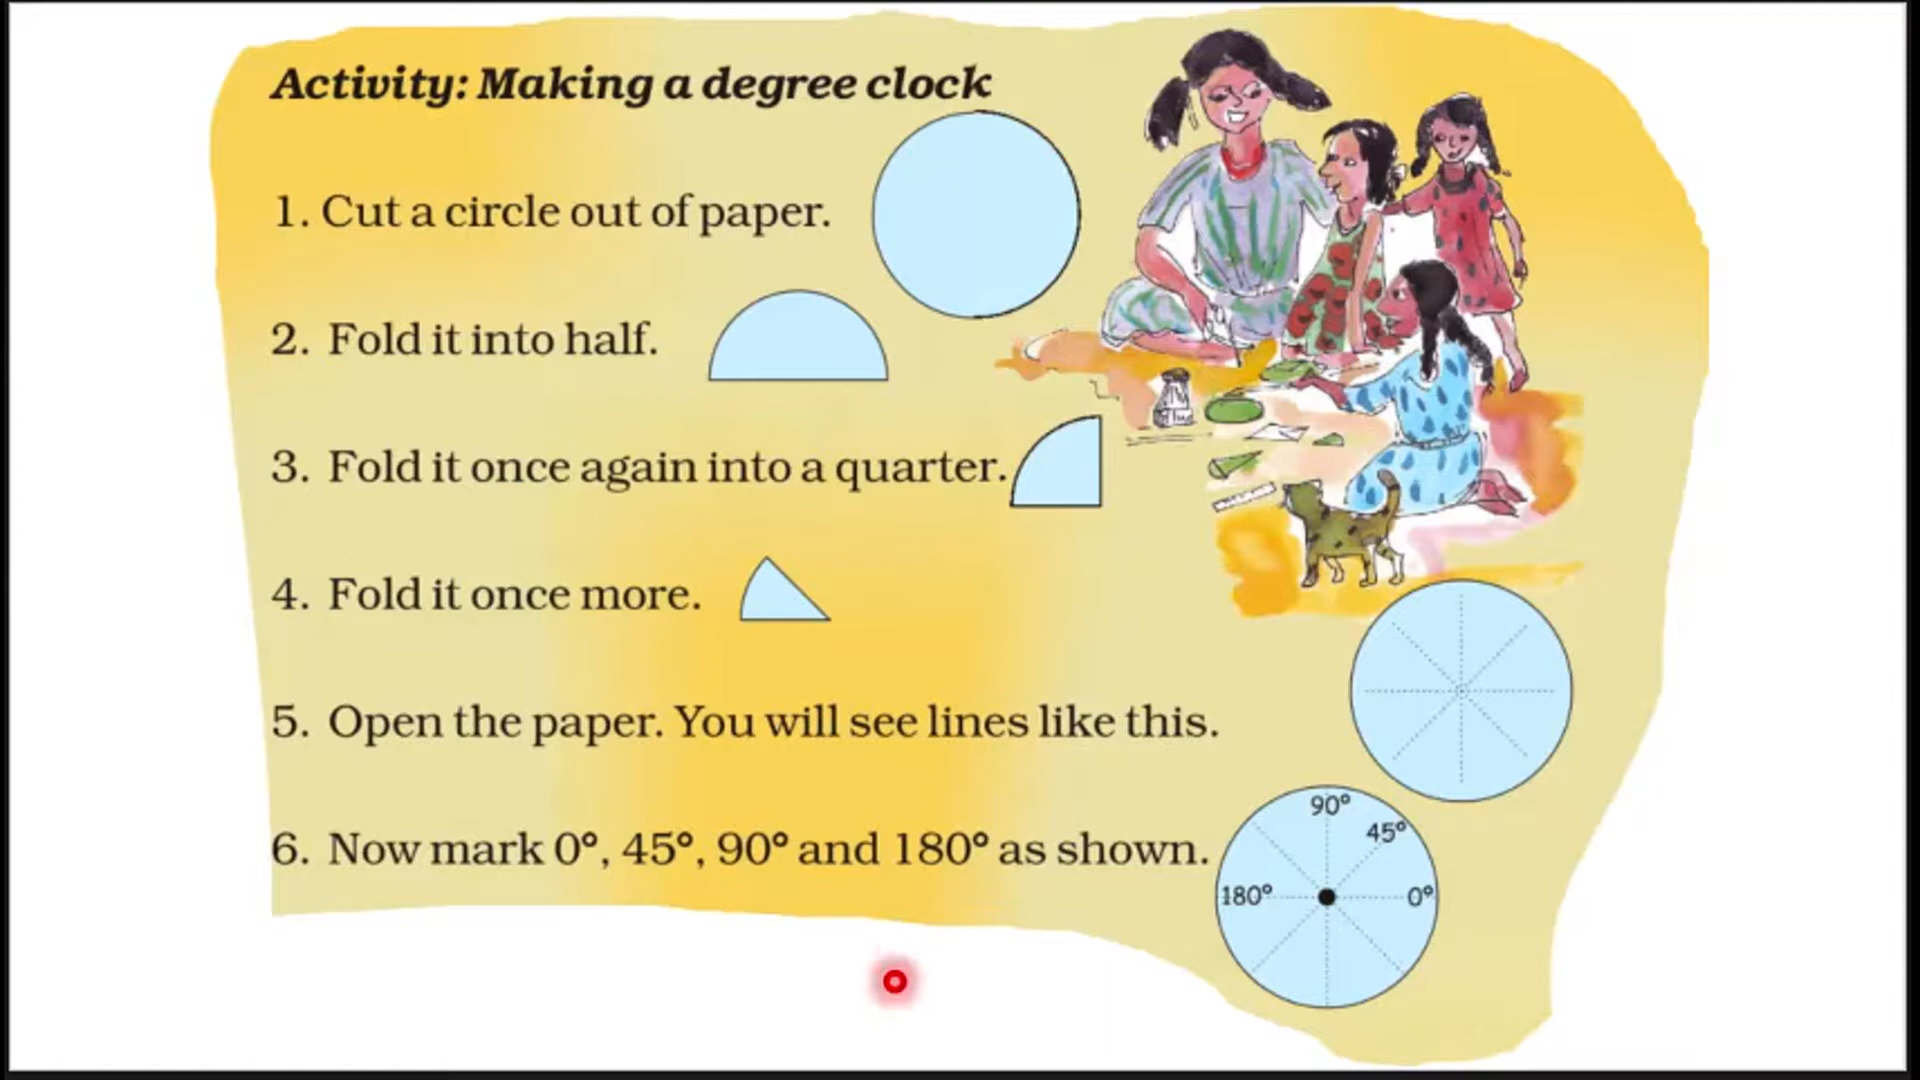 Activity: Making a degree clock
1. Cut a circle out of paper.
2. Fold it into half.
3. Fold it once again into a quarter.
4. Fold it once more.
5. Open the paper. You will see lines like this.
6. Now mark 0°, 45°, 90° and 180° as shown.
90°
45°
180°
0°